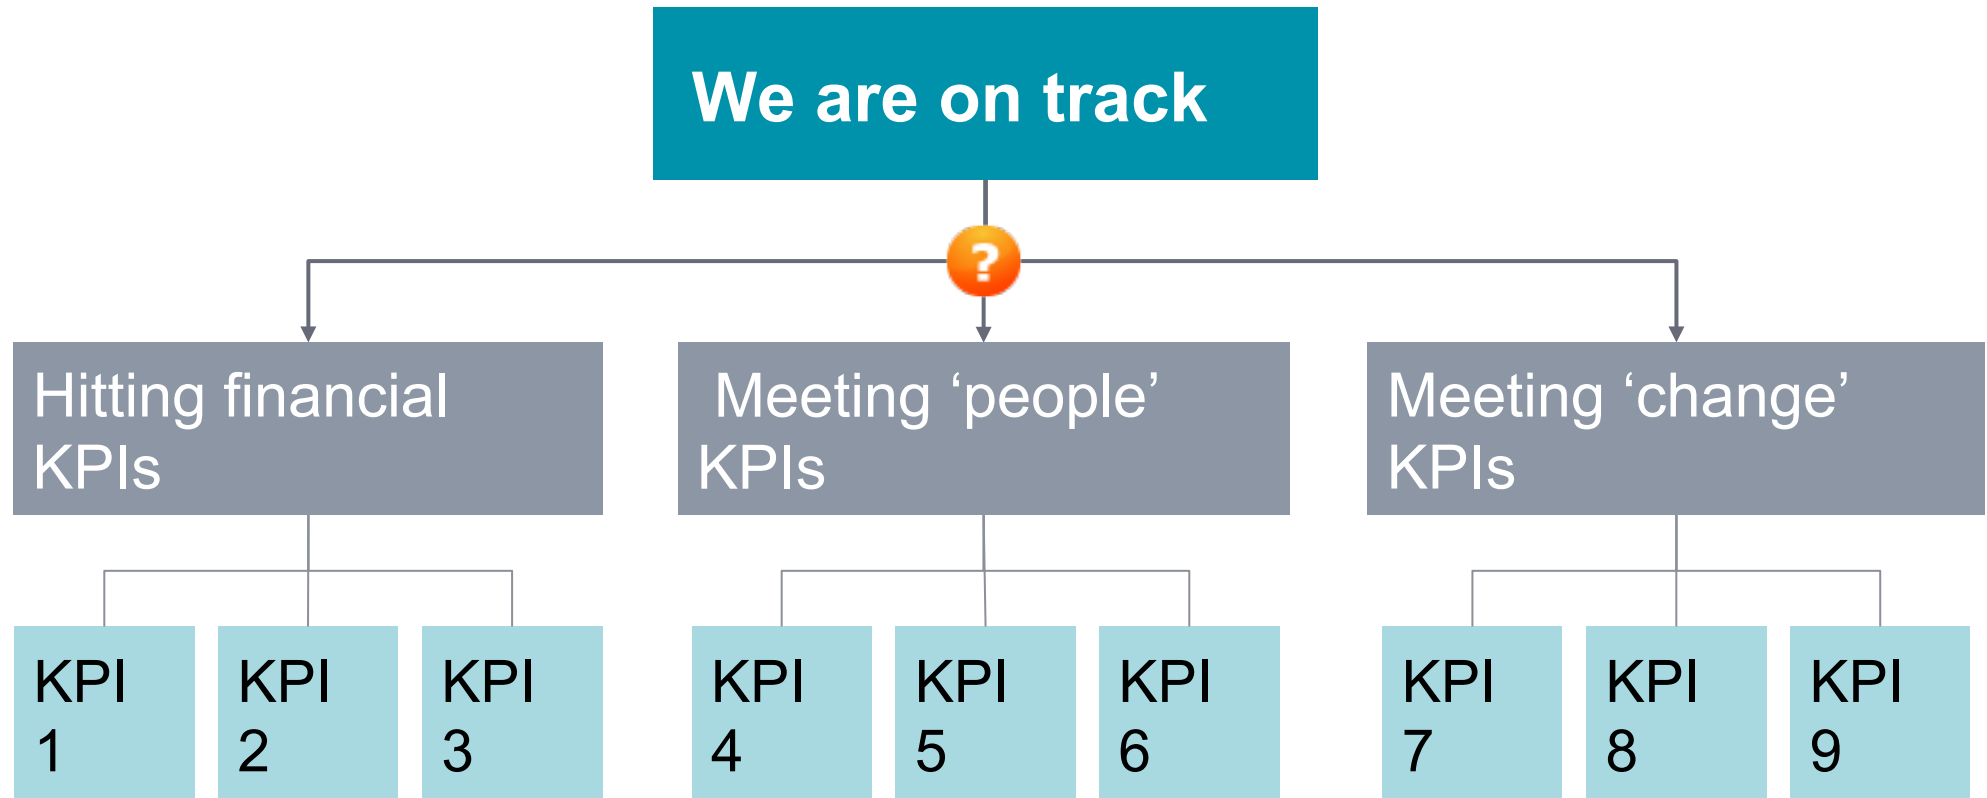 We are on track
?
Hitting financial
KPIs
Meeting ‘people’
KPIs
Meeting ‘change’
KPIs
KPI
1
KPI
2
KPI
3
KPI
4
KPI
5
KPI
6
KPI
7
KPI
8
KPI
9